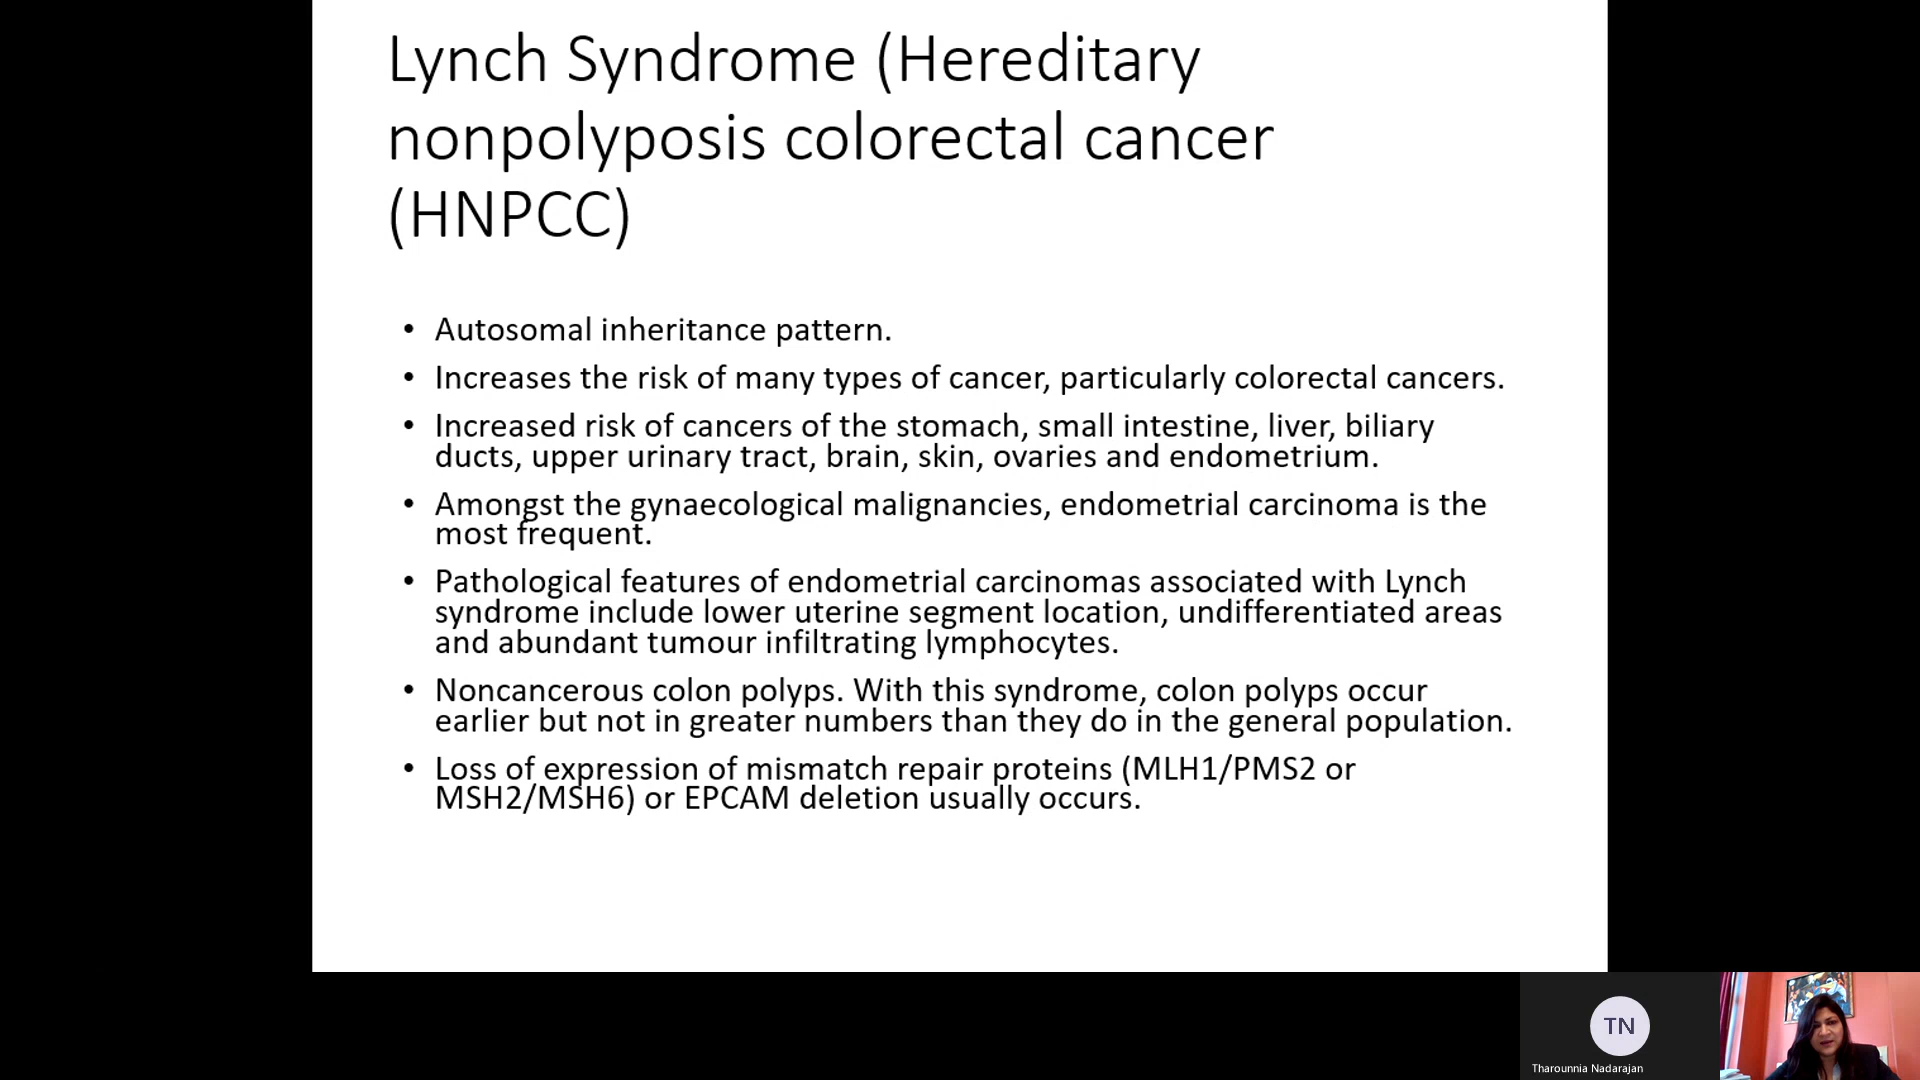 Lynch Syndrome (Hereditary
nonpolyposis colorectal cancer
(HNPCC)
• Autosomal inheritance pattern.
• Increases the risk of many types of cancer, particularly colorectal cancers.
• Increased risk of cancers of the stomach, small intestine, liver, biliary
ducts, upper urinary tract, brain, skin, ovaries and endometrium.
• Amongst the gynaecological malignancies, endometrial carcinoma is the
most frequent.
• Pathological features of endometrial carcinomas associated with Lynch
syndrome include lower uterine segment location, undifferentiated areas
and abundant tumour infiltrating lymphocytes.
• Noncancerous colon polyps. With this syndrome, colon polyps occur
earlier but not in greater numbers than they do in the general population.
• Loss of expression of mismatch repair proteins (MLH1/PMS2 or
MSH2/MSH6) or EPCAM deletion usually occurs.
TN
Tharounnia Nadarajan